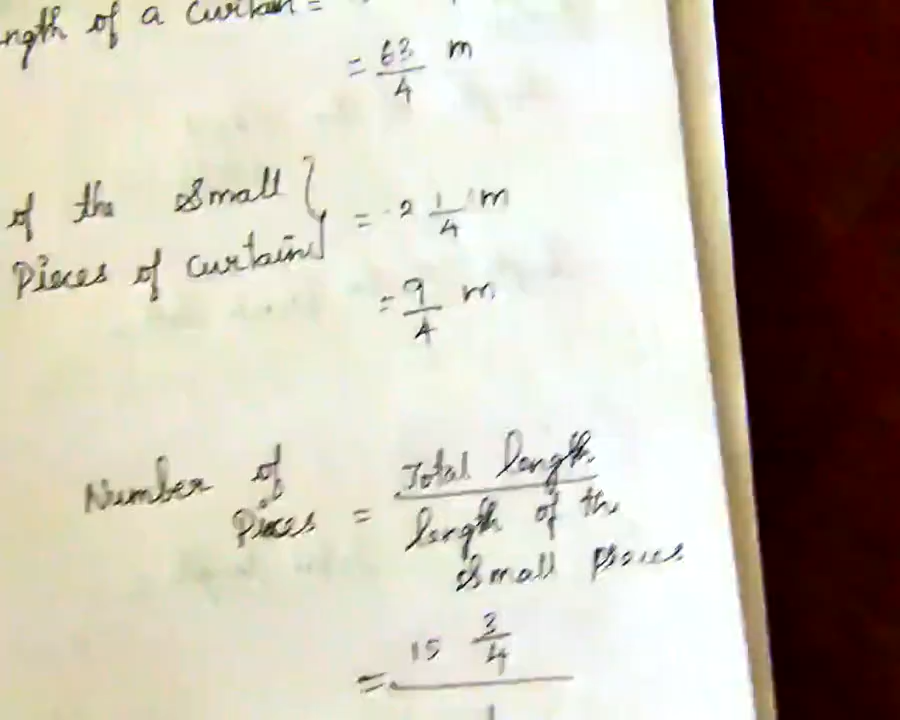 ngth of a curtain =
= 63/4 m
of the small
Pieces of curtain } = 2 1/4 m
= 9/4 m
Number of Pieces = Total length / length of the small pieces
= 15 3/4